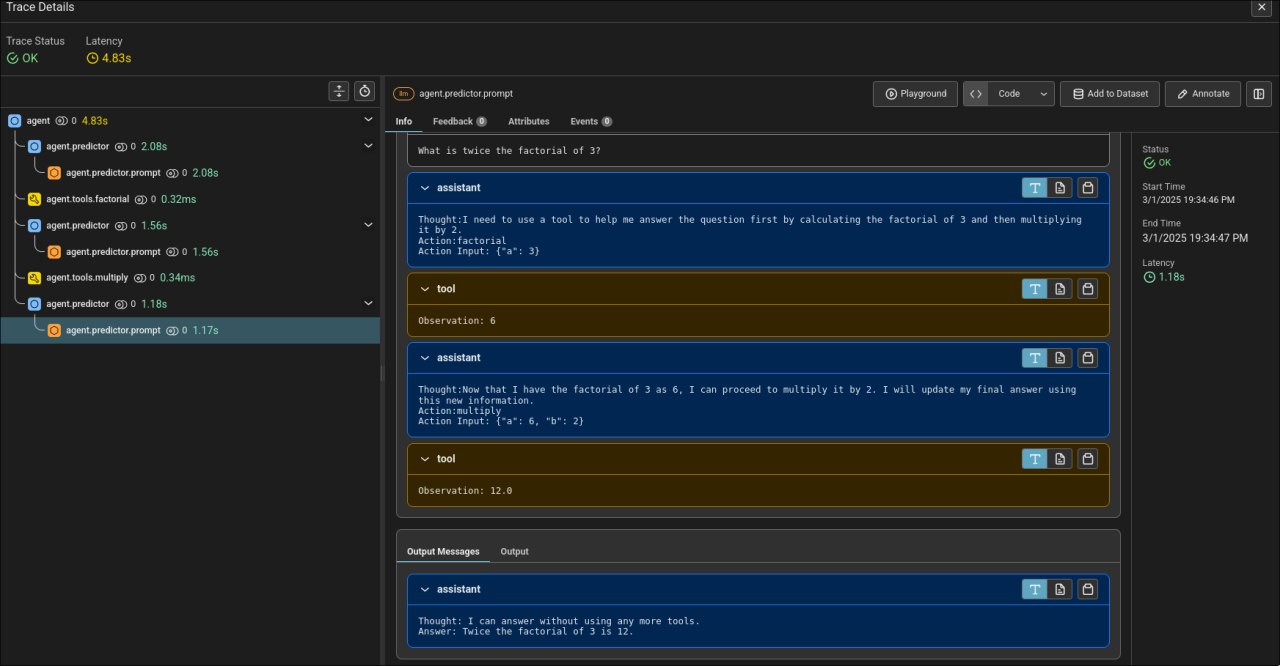 Trace Details
Trace Status
Latency
OK
4.83s
agent 0 4.83s
agent.predictor 0 2.08s
agent.predictor.prompt 0 2.08s
agent.tools.factorial 0 0.32ms
agent.predictor 0 1.56s
agent.predictor.prompt 0 1.56s
agent.tools.multiply 0 0.34ms
agent.predictor 0 1.18s
agent.predictor.prompt 0 1.17s
llm agent.predictor.prompt
Playground
Code
Add to Dataset
Annotate
Info
Feedback 0
Attributes
Events 0
What is twice the factorial of 3?
assistant
Thought:I need to use a tool to help me answer the question first by calculating the factorial of 3 and then multiplying
it by 2.
Action:factorial
Action Input: {"a": 3}
tool
Observation: 6
assistant
Thought:Now that I have the factorial of 3 as 6, I can proceed to multiply it by 2. I will update my final answer using
this new information.
Action:multiply
Action Input: {"a": 6, "b": 2}
tool
Observation: 12.0
Output Messages
Output
assistant
Thought: I can answer without using any more tools.
Answer: Twice the factorial of 3 is 12.
Status
OK
Start Time
3/1/2025 19:34:46 PM
End Time
3/1/2025 19:34:47 PM
Latency
1.18s